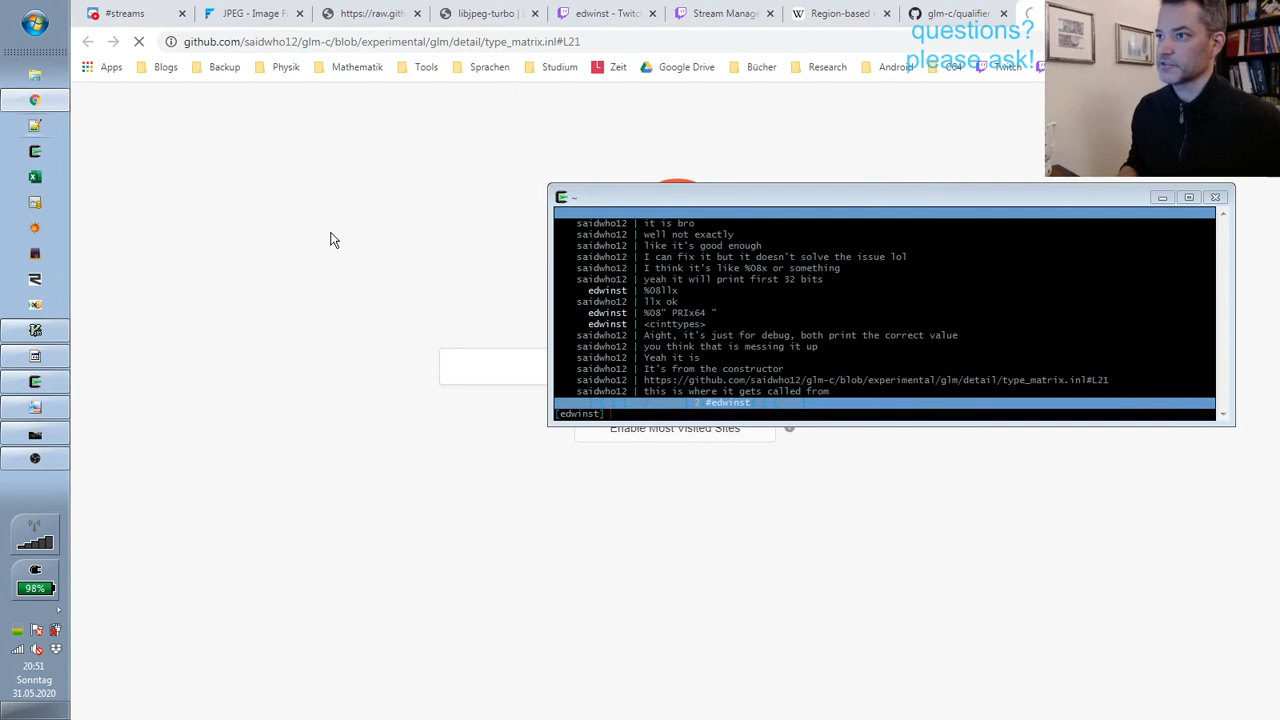 #streams
JPEG - Image F
https://raw.gith
libjpeg-turbo |
edwinst - Twitch
Stream Manage
Region-based
glm-c/qualifier
github.com/saidwho12/glm-c/blob/experimental/glm/detail/type_matrix.inl#L21
questions?
please ask!
Apps
Blogs
Tools
Sprachen
Studium
Zeit
Google Drive
Bücher
Research
Android
C64
Twitch
~
saidwho12 | it is bro
saidwho12 | well not exactly
saidwho12 | like it's good enough
saidwho12 | I can fix it but it doesn't solve the issue lol
saidwho12 | I think it's like %08x or something
saidwho12 | yeah it will print first 32 bits
edwinst | %08llx
saidwho12 | llx ok
edwinst | %08" PRIx64 "
edwinst | <cinttypes>
saidwho12 | Aight, it's just for debug, both print the correct value
saidwho12 | you think that is messing it up
saidwho12 | Yeah it is
saidwho12 | It's from the constructor
saidwho12 | https://github.com/saidwho12/glm-c/blob/experimental/glm/detail/type_matrix.inl#L21
saidwho12 | this is where it gets called from
2 #edwinst
[edwinst]
Enable Most Visited Sites
98%
20:51
Sonntag
31.05.2020